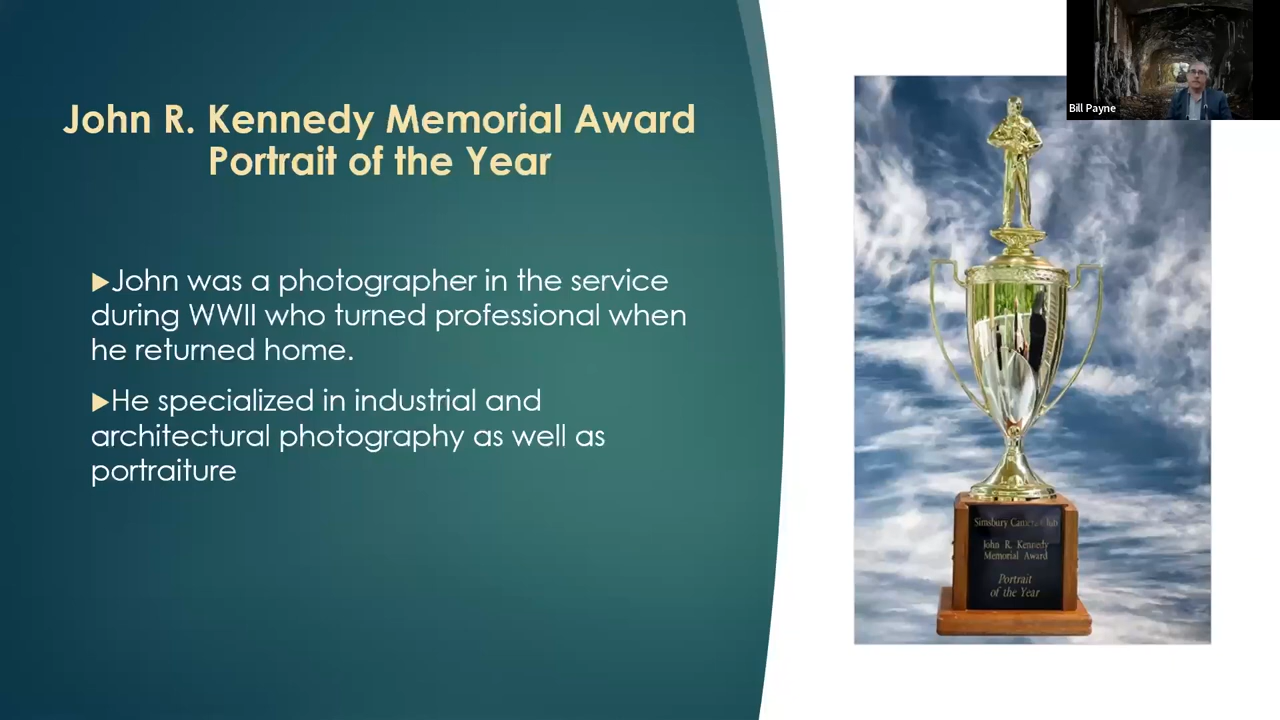 John R. Kennedy Memorial Award
Portrait of the Year
▶John was a photographer in the service
during WWII who turned professional when
he returned home.
▶He specialized in industrial and
architectural photography as well as
portraiture
Bill Payne
Simsbury Camera Club
John R. Kennedy
Memorial Award
Portrait
of the Year